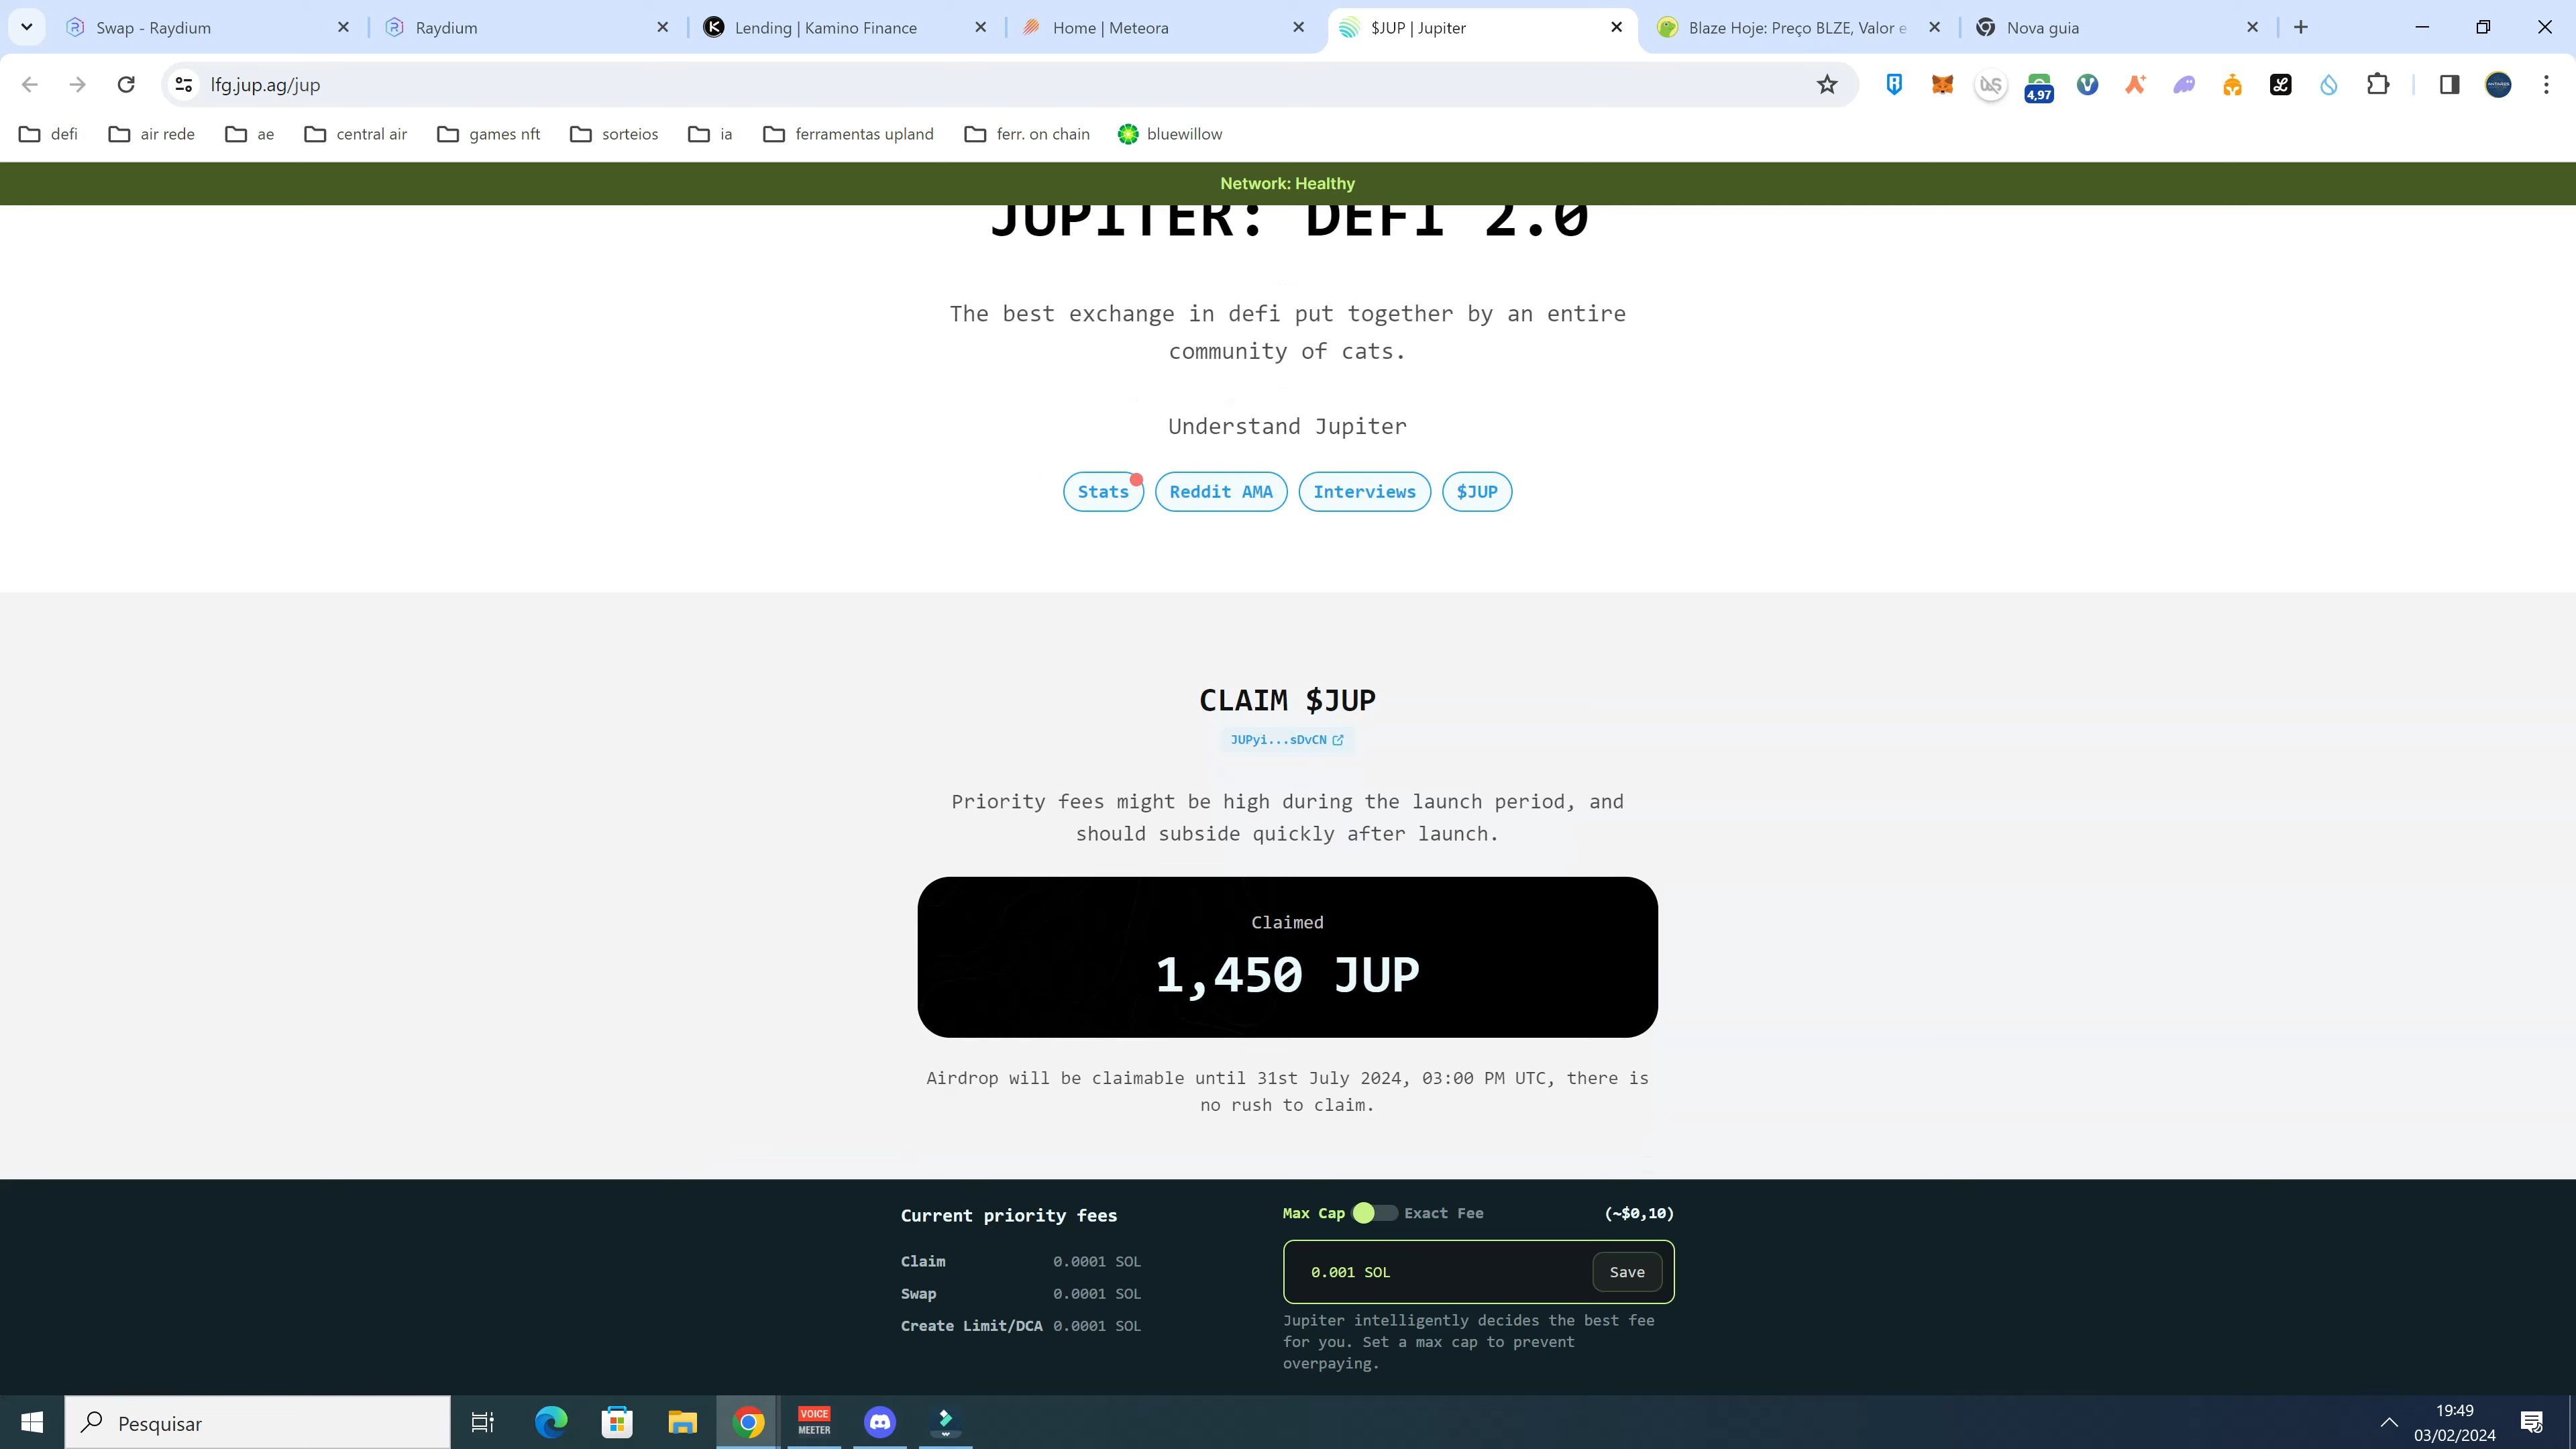 Swap - Raydium
Raydium
Lending | Kamino Finance
Home | Meteora
$JUP | Jupiter
Blaze Hoje: Preço BLZE, Valor e
Nova guia
lfg.jup.ag/jup
4,97
defi
air rede
ae
central air
games nft
sorteios
ia
ferramentas upland
ferr. on chain
bluewillow
Network: Healthy
JUPITER: DEFI 2.0
The best exchange in defi put together by an entire
community of cats.
Understand Jupiter
Stats
Reddit AMA
Interviews
$JUP
CLAIM $JUP
JUPyi...sDvCN
Priority fees might be high during the launch period, and
should subside quickly after launch.
Claimed
1,450 JUP
Airdrop will be claimable until 31st July 2024, 03:00 PM UTC, there is
no rush to claim.
Current priority fees
Claim 0.0001 SOL
Swap 0.0001 SOL
Create Limit/DCA 0.0001 SOL
Max Cap Exact Fee (~$0,10)
0.001 SOL Save
Jupiter intelligently decides the best fee
for you. Set a max cap to prevent
overpaying.
Pesquisar
VOICE
MEETER
19:49
03/02/2024